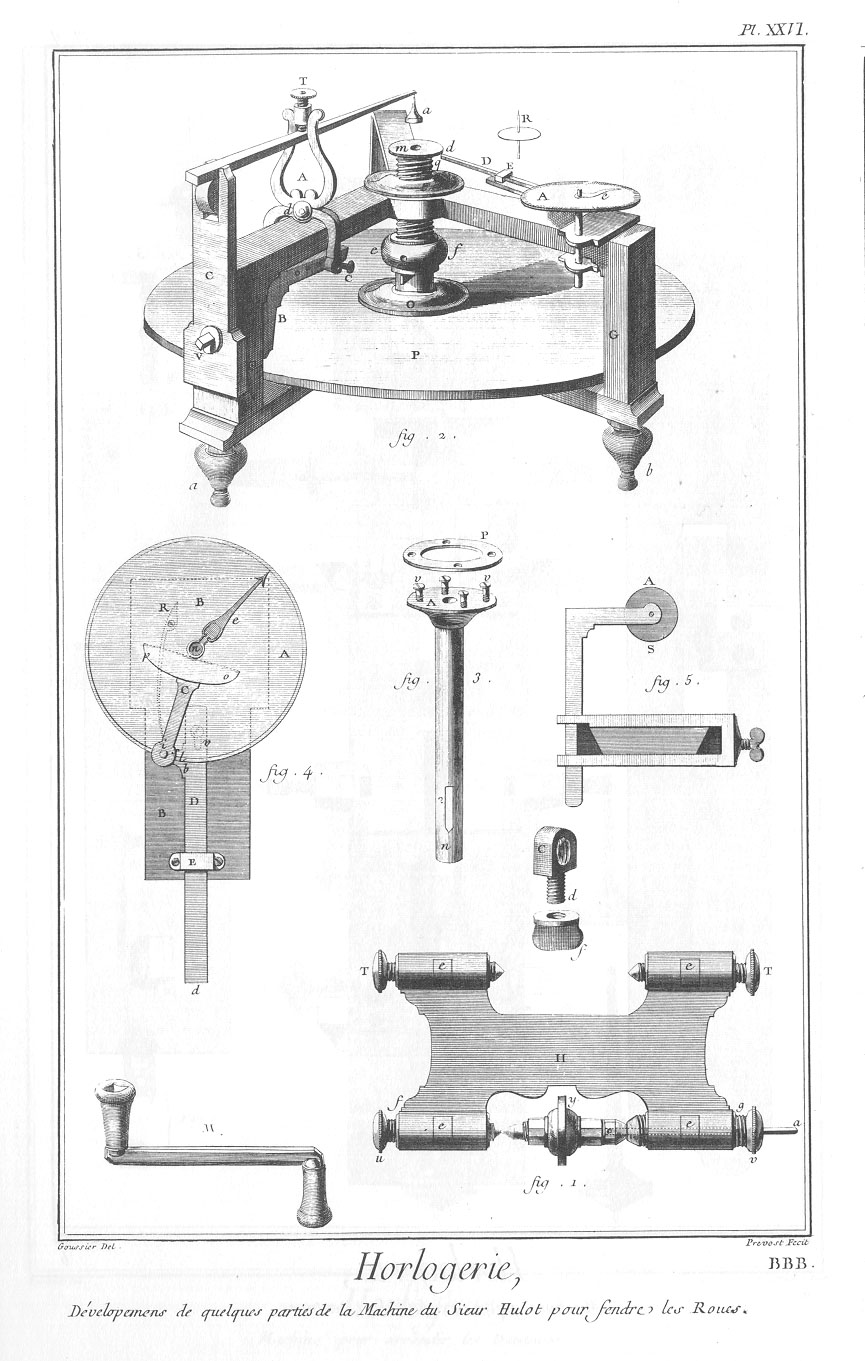 Pl. XXII.
T
a
R
m d
q
D E
A
A e
d
e f
C
C
B
O
G
V
P
fig. 2.
a
b
P
v v
A
A
B
R
e
n
A
S
p
o
C
fig. 3.
fig. 5.
v
b
fig. 4.
B D
n
E
C
d
f
d
T e e T
H
M.
f y g a
e e
u v
fig. 1.
Goussier Del.
Prevost Fecit
Horlogerie,
BBB.
Dévelopemens de quelques parties de la Machine du Sieur Hulot pour fendre les Roues.